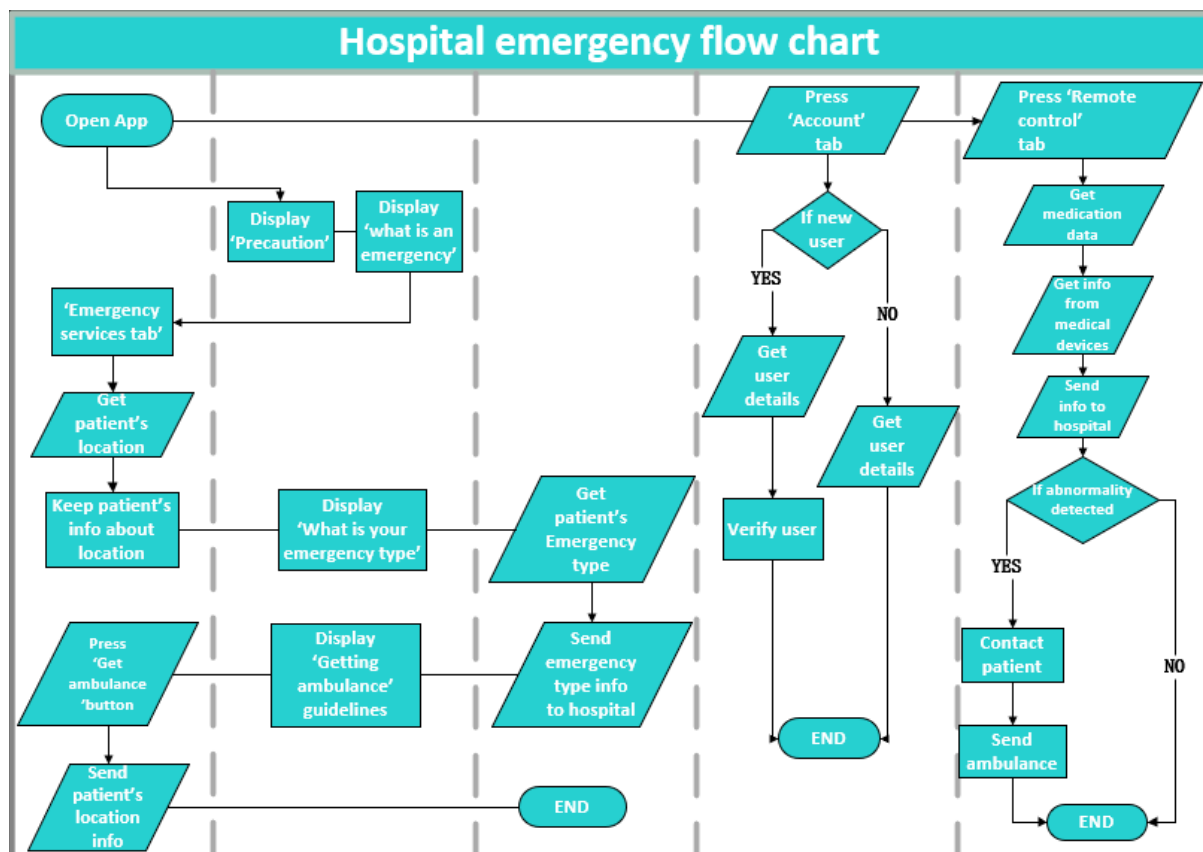 Hospital emergency flow chart
Open App
Press
‘Account’
tab
Press ‘Remote
control’
tab
Display
‘Precaution’
Display
‘what is an
emergency’
If new
user
Get
medication
data
YES
NO
‘Emergency
services tab’
Get info
from
medical
devices
Get
user
details
Get
patient’s
location
Get
user
details
Send
info to
hospital
Keep patient’s
info about
location
Display
‘What is your
emergency type’
Get
patient’s
Emergency
type
Verify user
If abnormality
detected
YES
NO
Press
‘Get
ambulance
’button
Display
‘Getting
ambulance’
guidelines
Send
emergency
type info
to hospital
Contact
patient
END
Send
ambulance
Send
patient’s
location
info
END
END